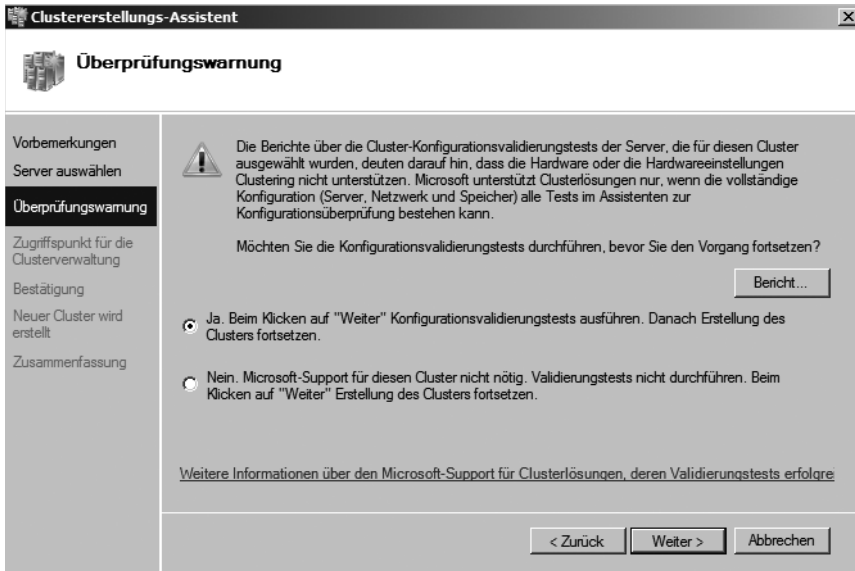 Clustererstellungs-Assistent
Überprüfungswarnung
Vorbemerkungen
Server auswählen
Überprüfungswarnung
Zugriffspunkt für die
Clusterverwaltung
Bestätigung
Neuer Cluster wird
erstellt
Zusammenfassung
Die Berichte über die Cluster-Konfigurationsvalidierungstests der Server, die für diesen Cluster
ausgewählt wurden, deuten darauf hin, dass die Hardware oder die Hardwareeinstellungen
Clustering nicht unterstützen. Microsoft unterstützt Clusterlösungen nur, wenn die vollständige
Konfiguration (Server, Netzwerk und Speicher) alle Tests im Assistenten zur
Konfigurationsüberprüfung bestehen kann.
Möchten Sie die Konfigurationsvalidierungstests durchführen, bevor Sie den Vorgang fortsetzen?
Bericht...
Ja. Beim Klicken auf "Weiter" Konfigurationsvalidierungstests ausführen. Danach Erstellung des
Clusters fortsetzen.
Nein. Microsoft-Support für diesen Cluster nicht nötig. Validierungstests nicht durchführen. Beim
Klicken auf "Weiter" Erstellung des Clusters fortsetzen.
Weitere Informationen über den Microsoft-Support für Clusterlösungen, deren Validierungstests erfolgre
< Zurück
Weiter >
Abbrechen